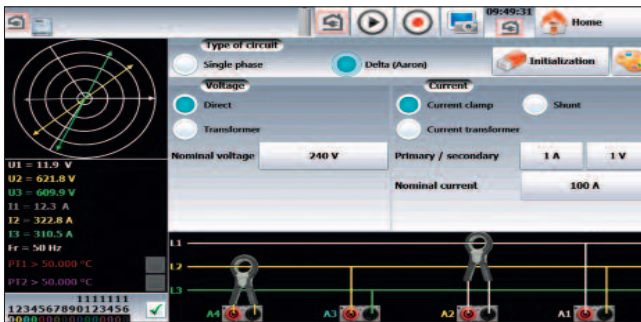 09:49:31
Home
Type of circuit
Single phase
Delta (Aaron)
Initialization
Voltage
Direct
Transformer
Nominal voltage
240 V
Current
Current clamp
Shunt
Current transformer
Primary / secondary
1 A
1 V
Nominal current
100 A
U1 = 11.9 V
U2 = 621.8 V
U3 = 609.9 V
I1 = 12.3 A
I2 = 322.8 A
I3 = 310.5 A
Fr = 50 Hz
PT1 > 50.000 °C
PT2 > 50.000 °C
1111111
1234567890123456
L1
L2
L3
A4
A3
A2
A1